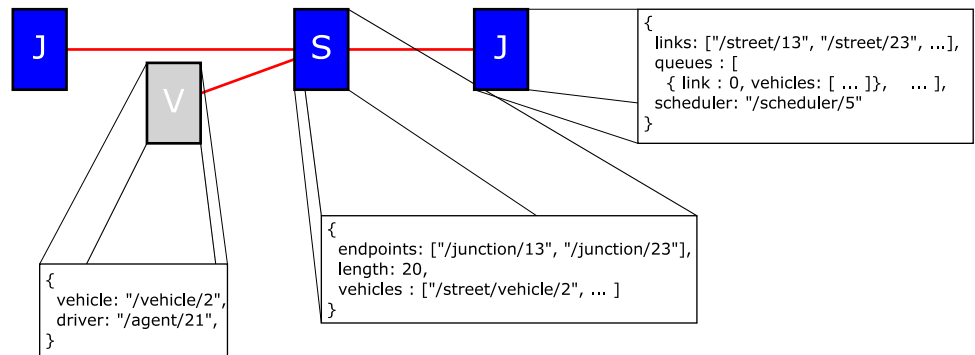 J
S
J
V
{
links: ["/street/13", "/street/23", ...],
queues : [
{ link : 0, vehicles: [ ... ]}, ... ],
scheduler: "/scheduler/5"
}
{
endpoints: ["/junction/13", "/junction/23"],
length: 20,
vehicles : ["/street/vehicle/2", ... ]
}
{
vehicle: "/vehicle/2",
driver: "/agent/21",
}